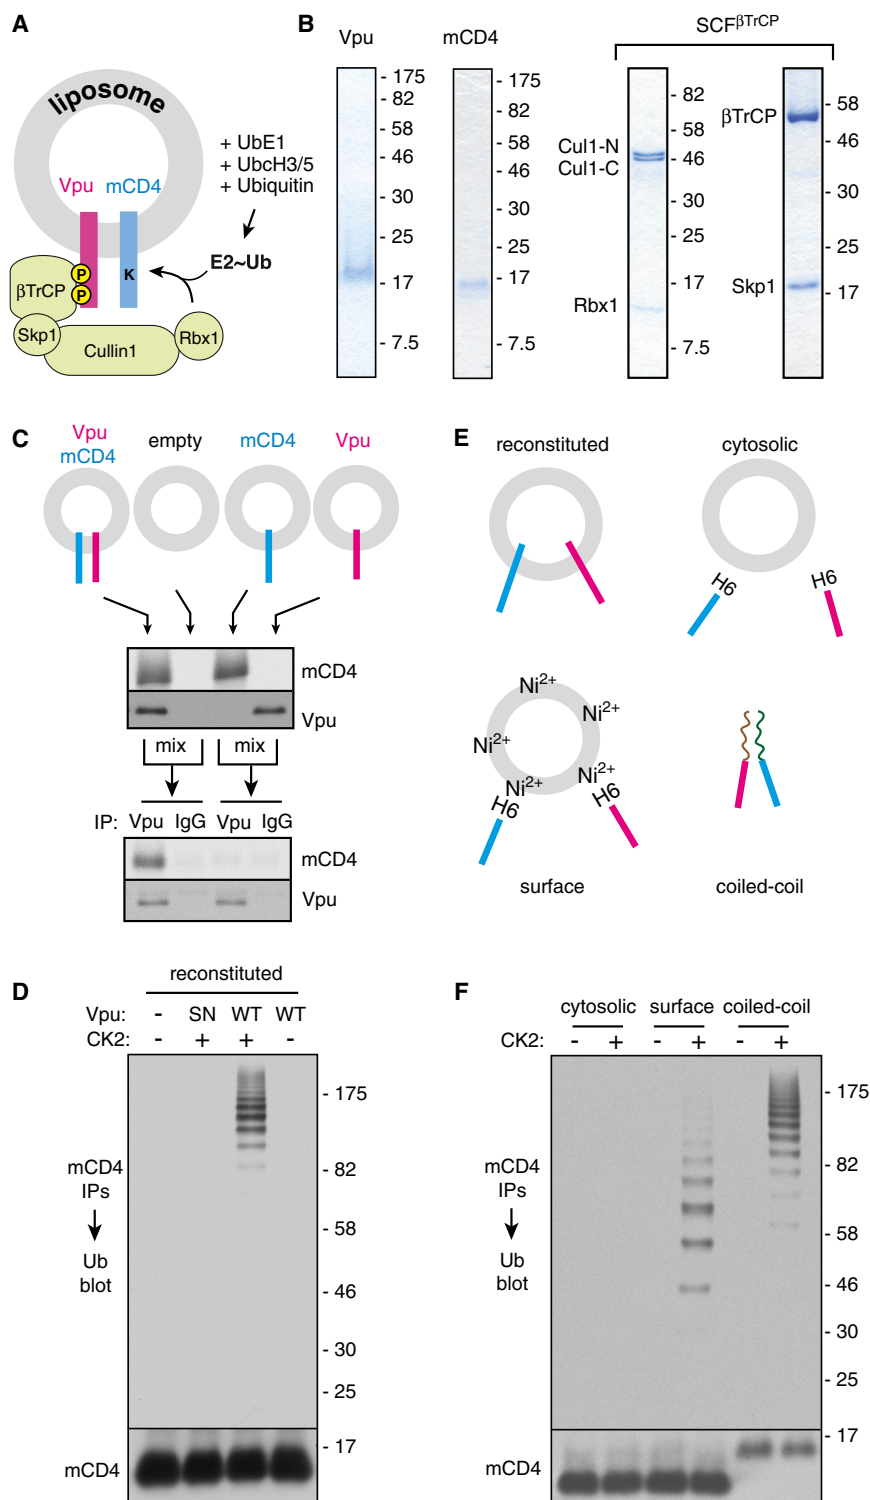 A
liposome
Vpu mCD4
+ UbE1
+ UbcH3/5
+ Ubiquitin
E2~Ub
K
P
P
βTrCP
Skp1
Cullin1
Rbx1
B
Vpu
- 175
- 82
- 58
- 46
- 30
- 25
- 17
- 7.5
mCD4
- 175
- 82
- 58
- 46
- 30
- 25
- 17
- 7.5
SCFβTrCP
Cul1-N
Cul1-C
Rbx1
- 82
- 58
- 46
- 30
- 25
- 17
- 7.5
βTrCP
Skp1
- 58
- 46
- 30
- 25
- 17
C
Vpu
mCD4
empty
mCD4
Vpu
mCD4
Vpu
mix mix
IP: Vpu IgG Vpu IgG
mCD4
Vpu
E
reconstituted
cytosolic
H6
H6
Ni2+
Ni2+
Ni2+
Ni2+
Ni2+
H6
H6
surface
coiled-coil
D
reconstituted
Vpu: - SN WT WT
CK2: + + -
mCD4
IPs
Ub
blot
- 175
- 82
- 58
- 46
- 30
- 25
- 17
mCD4
F
cytosolic surface coiled-coil
CK2: - + - + - +
mCD4
IPs
Ub
blot
- 175
- 82
- 58
- 46
- 30
- 25
- 17
mCD4